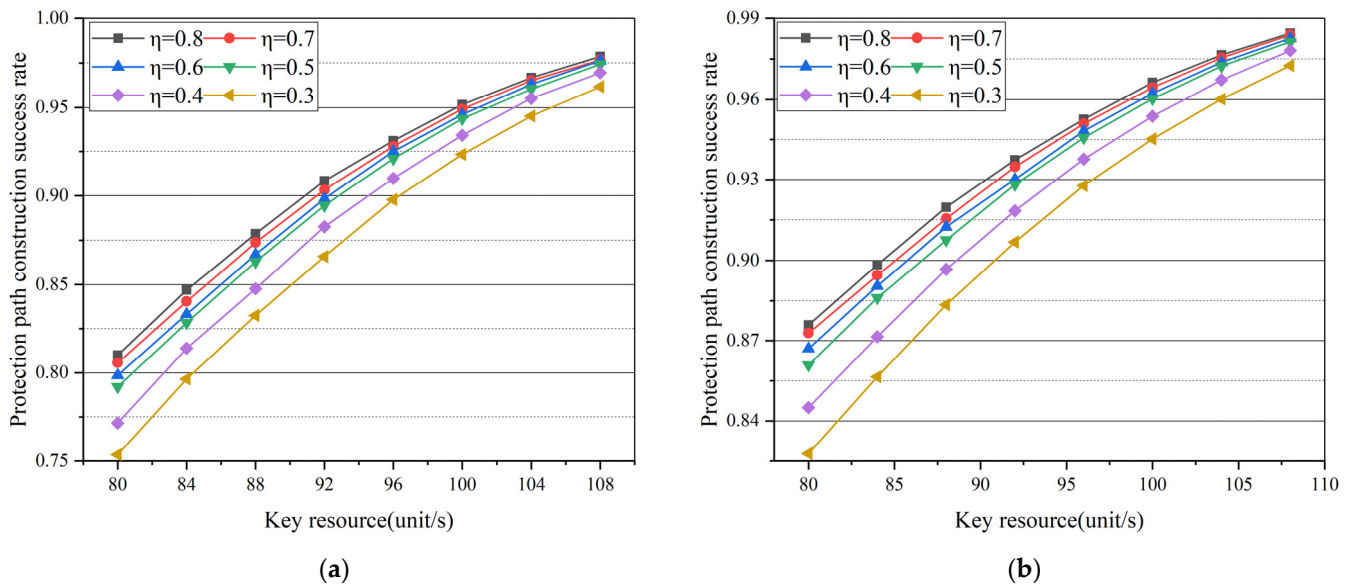 1.00
0.95
0.90
0.85
0.80
0.75
Protection path construction success rate
η=0.8 η=0.7
η=0.6 η=0.5
η=0.4 η=0.3
80 84 88 92 96 100 104 108
Key resource(unit/s)
(a)
0.99
0.96
0.93
0.90
0.87
0.84
Protection path construction success rate
η=0.8 η=0.7
η=0.6 η=0.5
η=0.4 η=0.3
80 85 90 95 100 105 110
Key resource(unit/s)
(b)